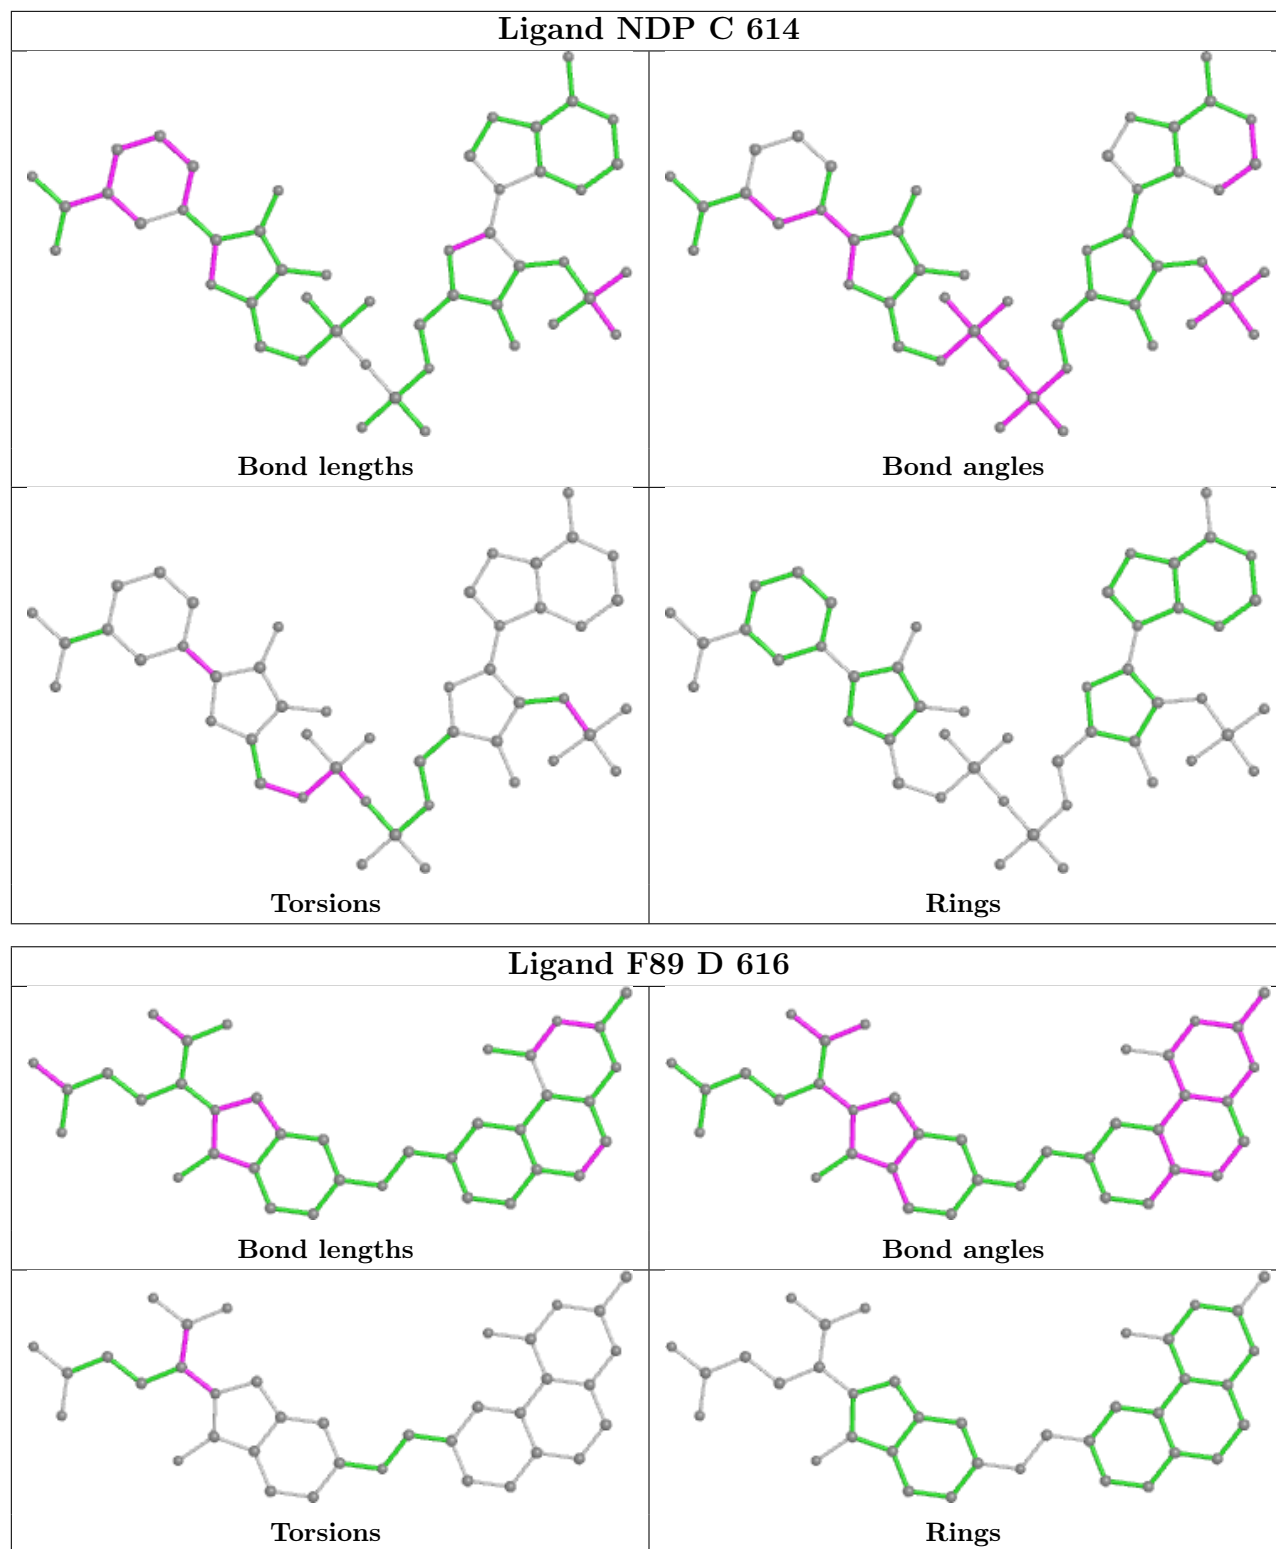 Ligand NDP C 614
Bond lengths
Bond angles
Torsions
Rings
Ligand F89 D 616
Bond lengths
Bond angles
Torsions
Rings